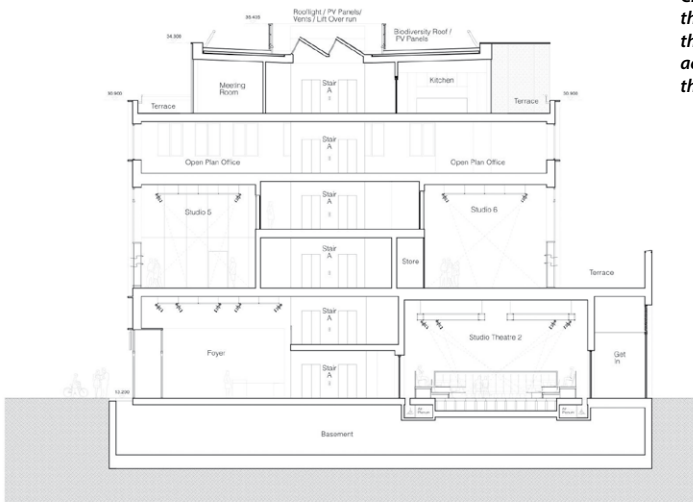 Rooflight / PV Panels/
Vents / Lift Over run
Biodiversity Roof /
PV Panels
Meeting
Room
Stair
A
Kitchen
Terrace
Terrace
Stair
A
Open Plan Office
Open Plan Office
Stair
A
Studio 5
Studio 6
Stair
A
Store
Terrace
Stair
A
Studio Theatre 2
Foyer
Stair
A
Get
In
Basement